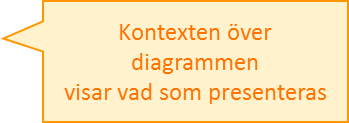 Kontexten över
diagrammen
visar vad som presenteras